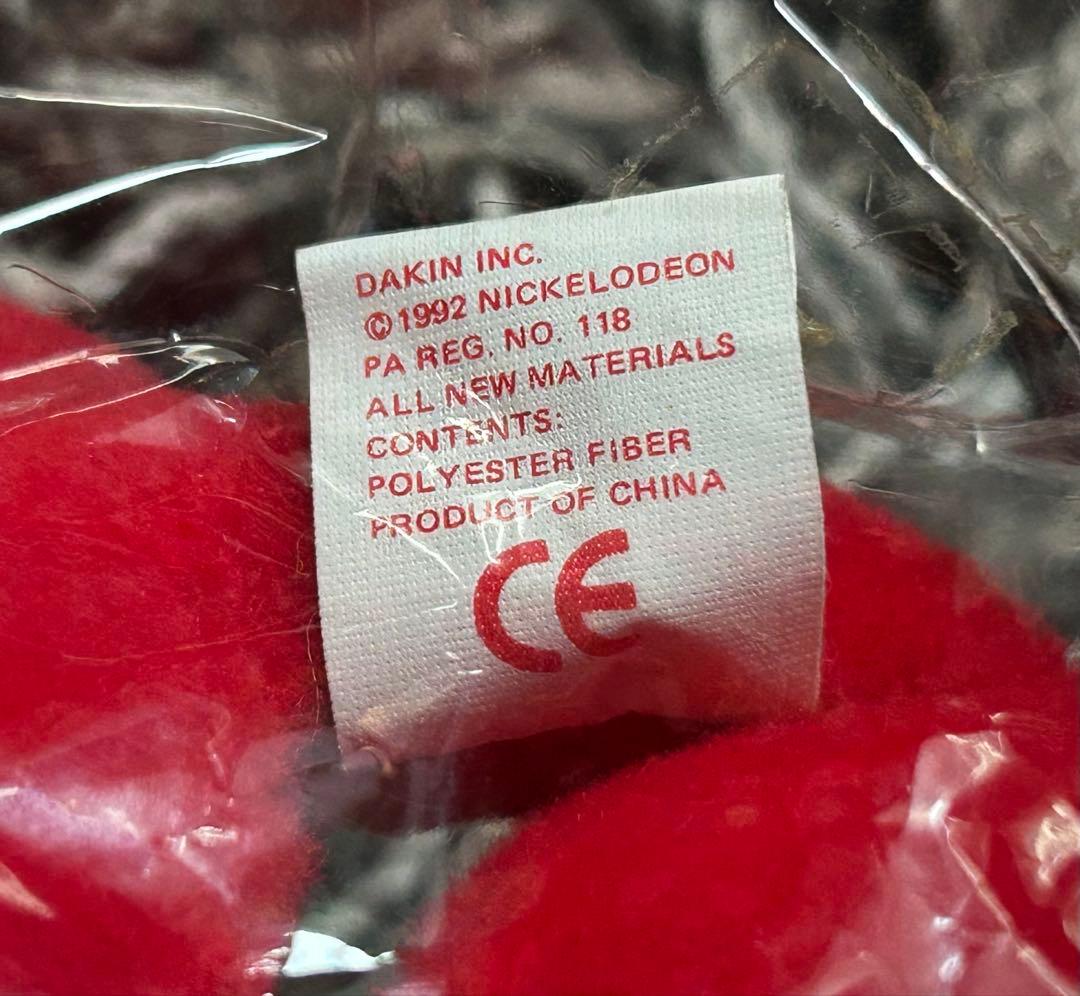 DAKIN INC.
©1992 NICKELODEON
PA REG. NO. 118
ALL NEW MATERIALS
CONTENTS:
POLYESTER FIBER
PRODUCT OF CHINA
CE